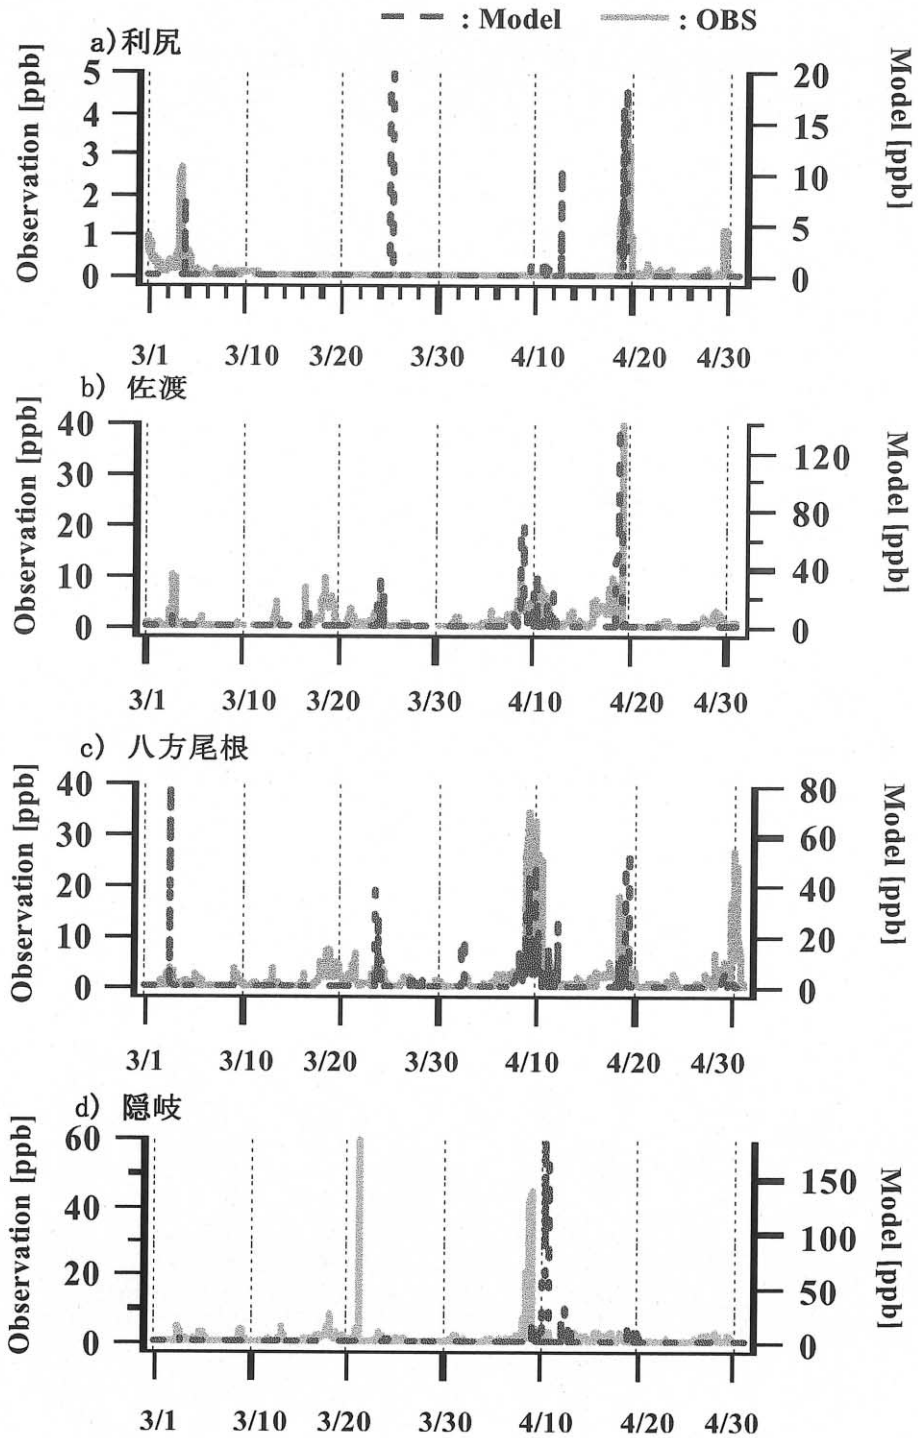 : Model : OBS
a)利尻
Observation [ppb]
5
4
3
2
1
0
20
15
10
5
0
Model [ppb]
3/1 3/10 3/20 3/30 4/10 4/20 4/30
b) 佐渡
Observation [ppb]
40
30
20
10
0
120
80
40
0
Model [ppb]
3/1 3/10 3/20 3/30 4/10 4/20 4/30
c) 八方尾根
Observation [ppb]
40
30
20
10
0
80
60
40
20
0
Model [ppb]
3/1 3/10 3/20 3/30 4/10 4/20 4/30
d) 隠岐
Observation [ppb]
60
40
20
0
150
100
50
0
Model [ppb]
3/1 3/10 3/20 3/30 4/10 4/20 4/30